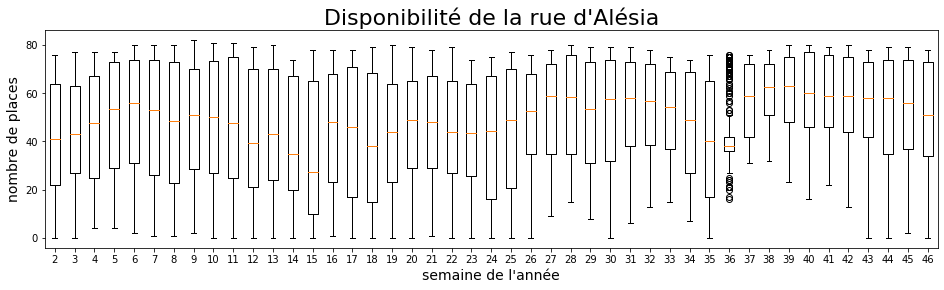 Disponibilité de la rue d'Alésia
nombre de places
80
60
40
20
0
2 3 4 5 6 7 8 9 10 11 12 13 14 15 16 17 18 19 20 21 22 23 24 25 26 27 28 29 30 31 32 33 34 35 36 37 38 39 40 41 42 43 44 45 46
semaine de l'année